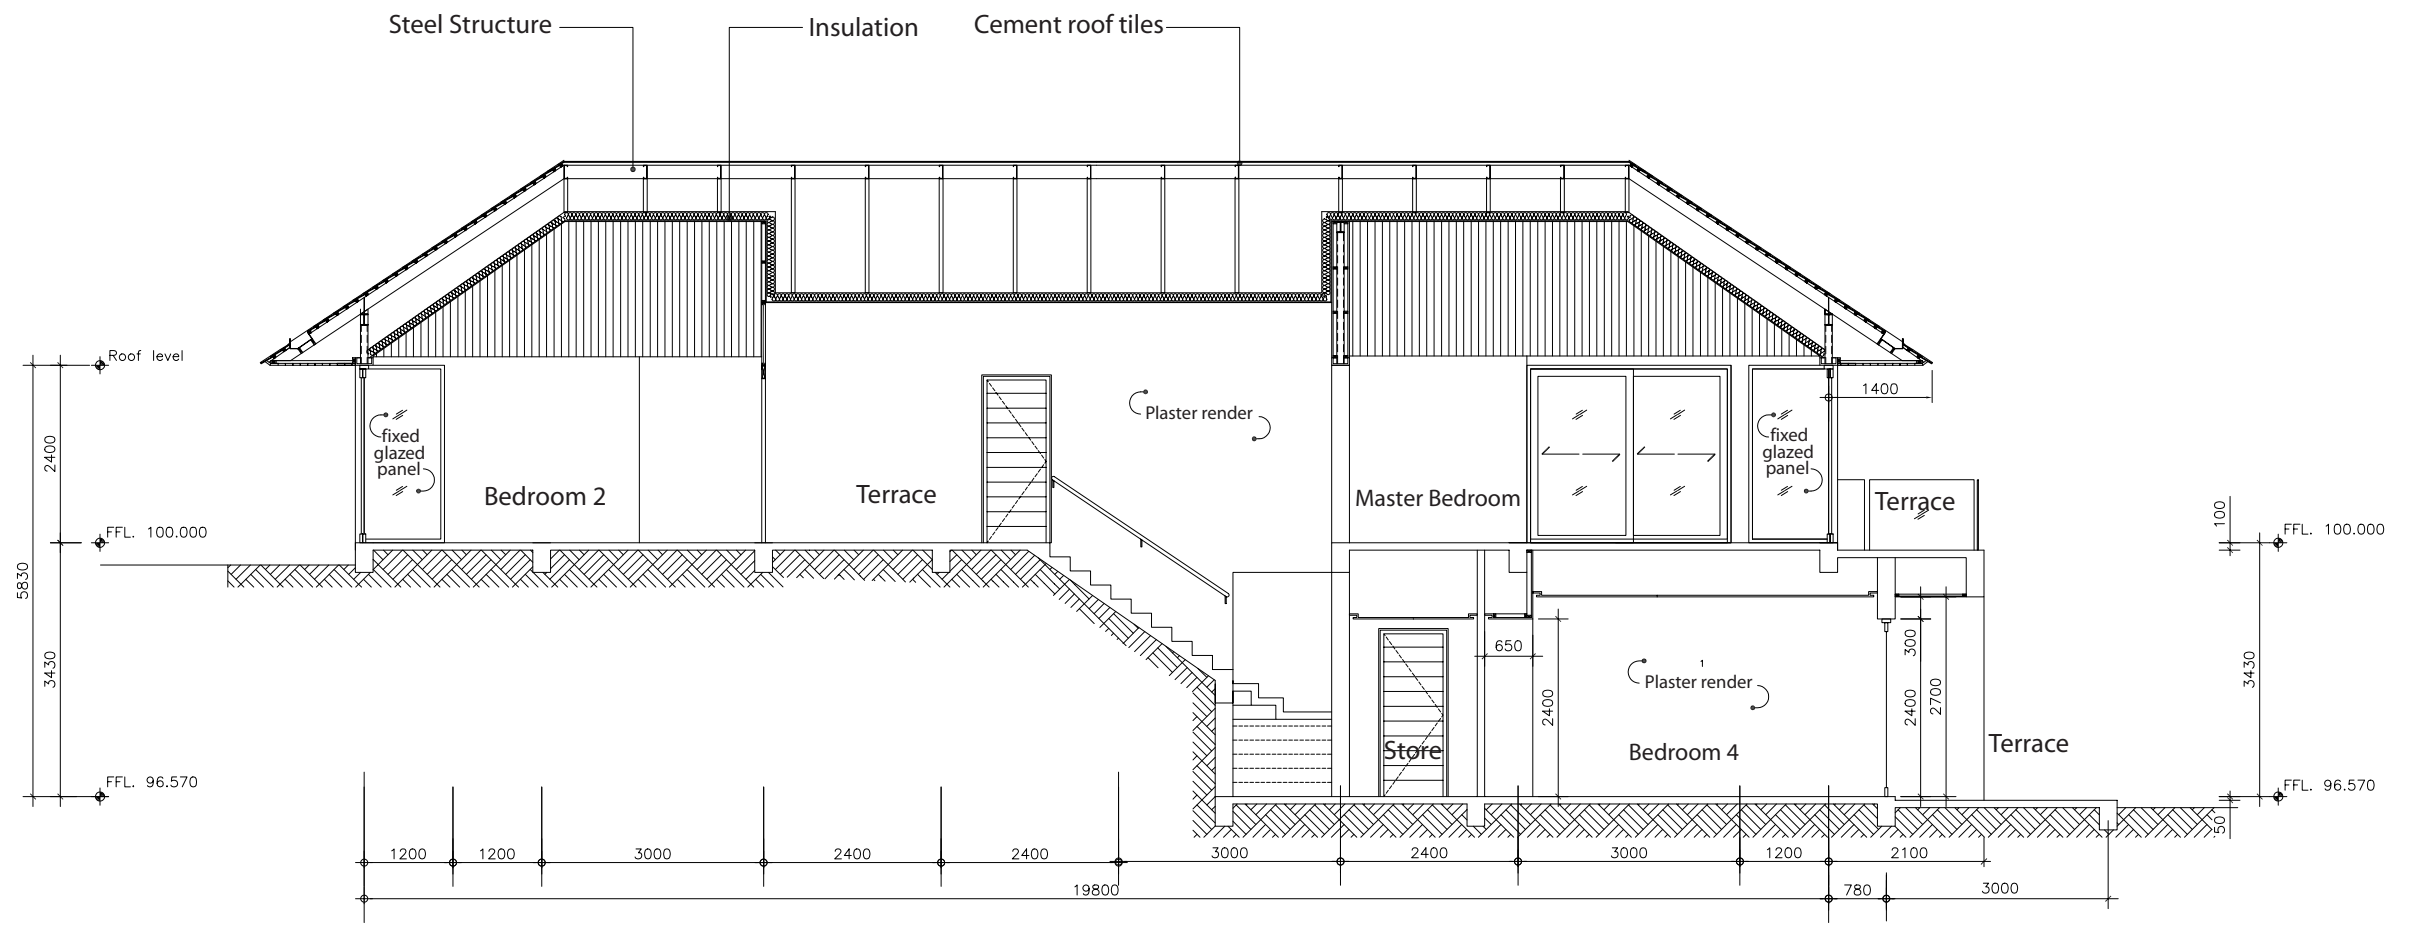 Steel Structure
Insulation
Cement roof tiles
Roof level
1400
2400
fixed
glazed
panel
Bedroom 2
Terrace
Plaster render
Master Bedroom
fixed
glazed
panel
Terrace
100
FFL. 100.000
FFL. 100.000
5830
3430
650
300
2400
2400
2700
3430
Plaster render
1
Store
Bedroom 4
Terrace
FFL. 96.570
FFL. 96.570
50
1200
1200
3000
2400
2400
3000
2400
3000
1200
2100
19800
780
3000